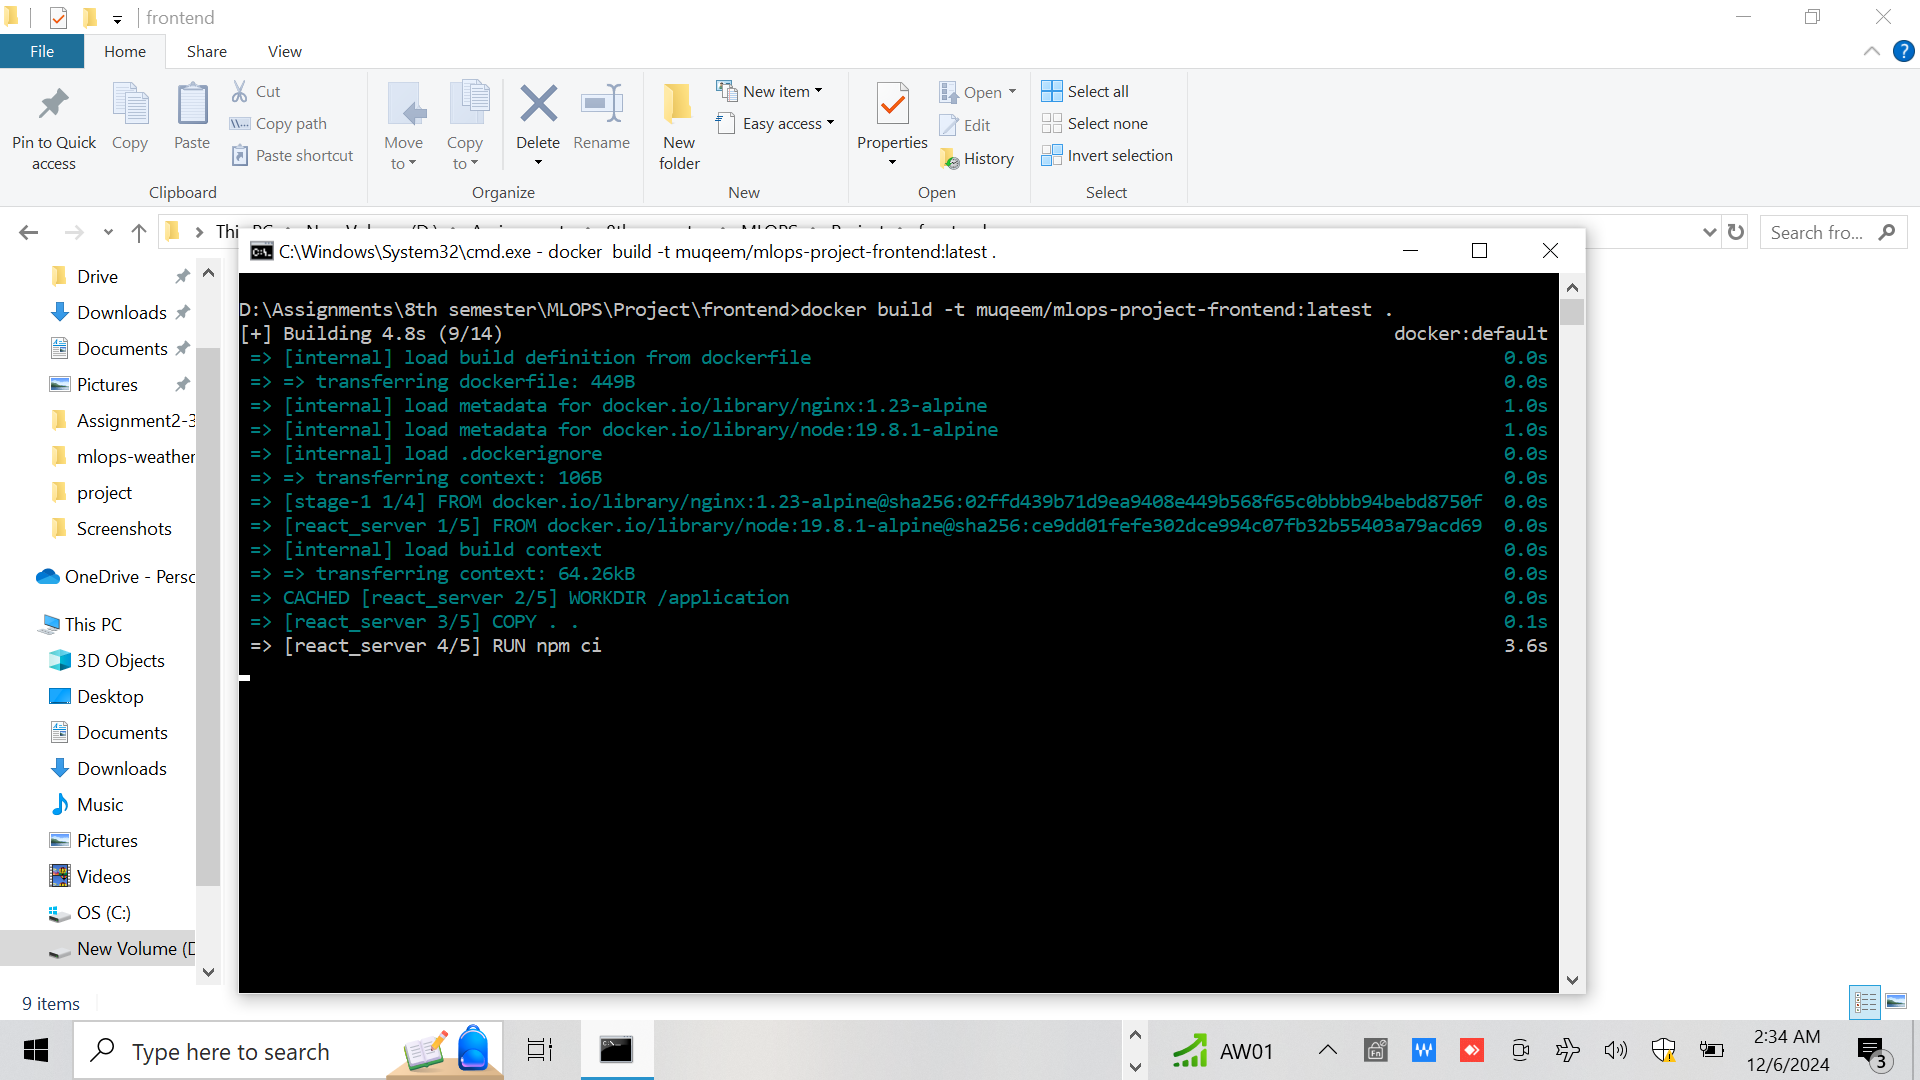 frontend
File Home Share View
Pin to Quick access
Copy
Paste
Cut
Copy path
Paste shortcut
Clipboard
Move to
Copy to
Delete
Rename
Organize
New folder
New item
Easy access
New
Properties
Open
Edit
History
Open
Select all
Select none
Invert selection
Select
Search fro...
Drive
Downloads
Documents
Pictures
Assignment2-3
mlops-weather
project
Screenshots
OneDrive - Perso
This PC
3D Objects
Desktop
Documents
Downloads
Music
Pictures
Videos
OS (C:)
New Volume (D
9 items
C:\Windows\System32\cmd.exe - docker  build -t muqeem/mlops-project-frontend:latest .
D:\Assignments\8th semester\MLOPS\Project\frontend>docker build -t muqeem/mlops-project-frontend:latest .
[+] Building 4.8s (9/14) docker:default
=> [internal] load build definition from dockerfile 0.0s
=> => transferring dockerfile: 449B 0.0s
=> [internal] load metadata for docker.io/library/nginx:1.23-alpine 1.0s
=> [internal] load metadata for docker.io/library/node:19.8.1-alpine 1.0s
=> [internal] load .dockerignore 0.0s
=> => transferring context: 106B 0.0s
=> [stage-1 1/4] FROM docker.io/library/nginx:1.23-alpine@sha256:02ffd439b71d9ea9408e449b568f65c0bbbb94bebd8750f 0.0s
=> [react_server 1/5] FROM docker.io/library/node:19.8.1-alpine@sha256:ce9dd01fefe302dce994c07fb32b55403a79acd69 0.0s
=> [internal] load build context 0.0s
=> => transferring context: 64.26kB 0.0s
=> CACHED [react_server 2/5] WORKDIR /application 0.0s
=> [react_server 3/5] COPY . . 0.1s
=> [react_server 4/5] RUN npm ci 3.6s
Type here to search
AW01
2:34 AM
12/6/2024
3